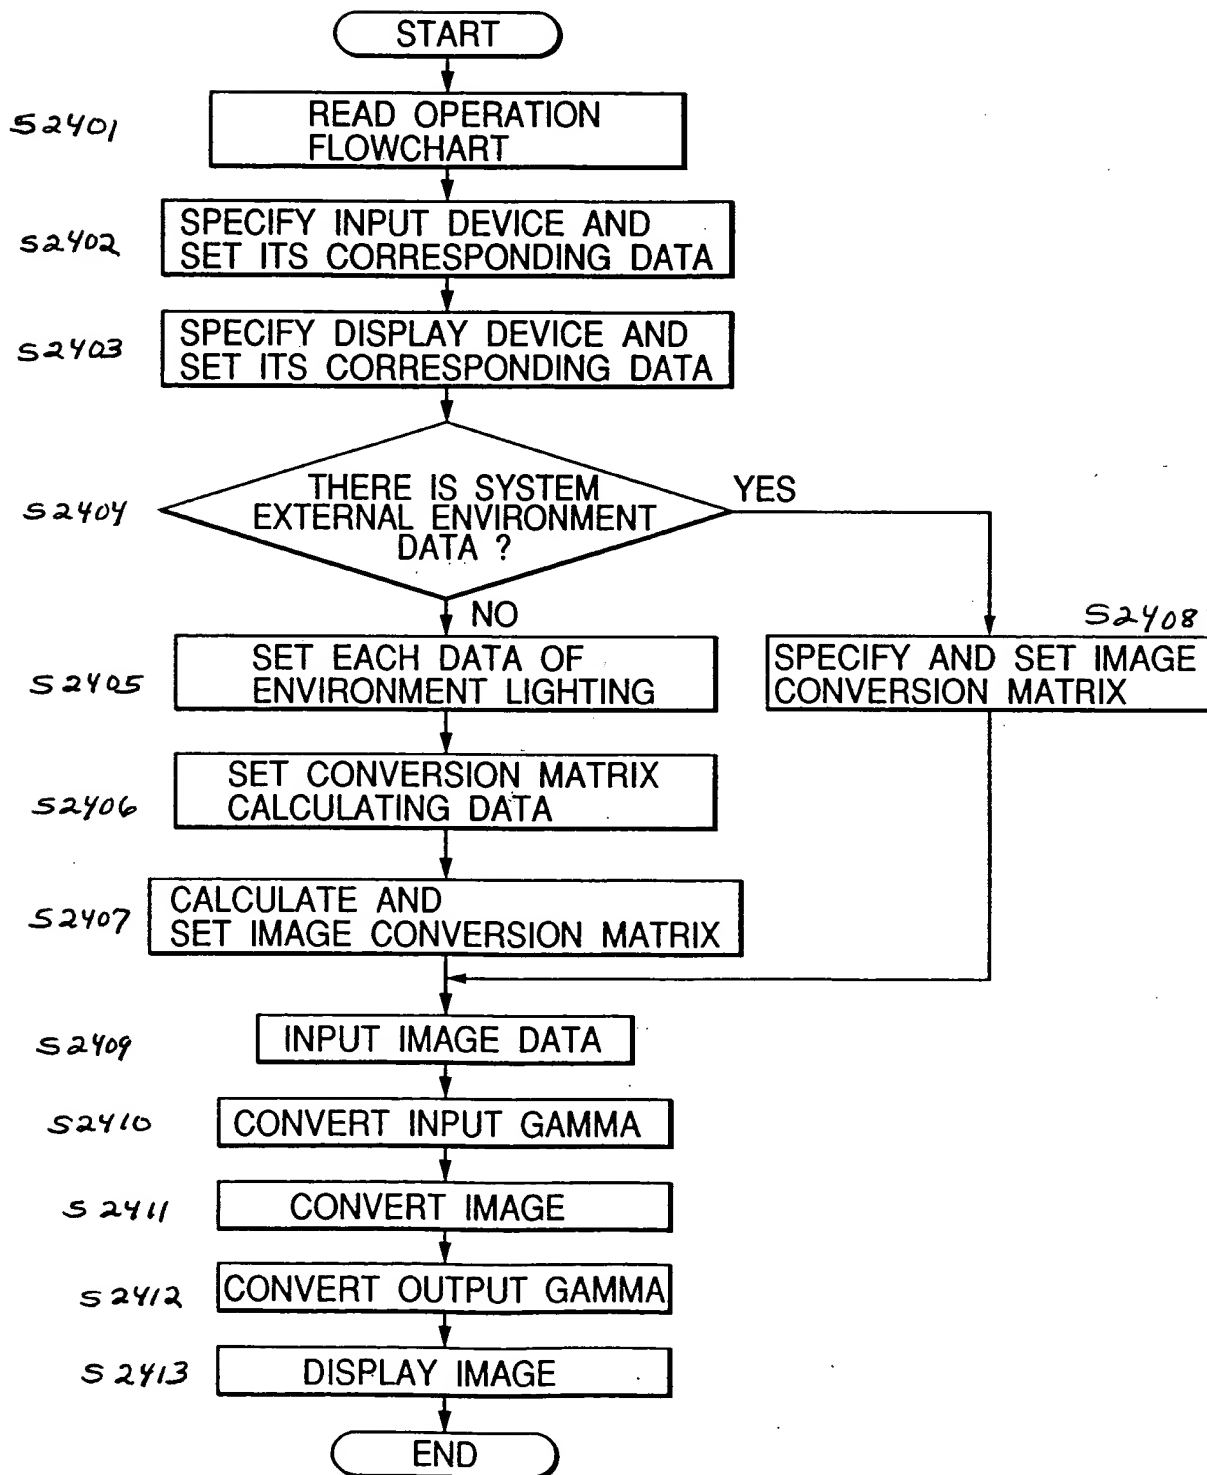 START
S2401
READ OPERATION
FLOWCHART
S2402
SPECIFY INPUT DEVICE AND
SET ITS CORRESPONDING DATA
S2403
SPECIFY DISPLAY DEVICE AND
SET ITS CORRESPONDING DATA
S2404
THERE IS SYSTEM
EXTERNAL ENVIRONMENT
DATA ?
YES
NO
S2405
SET EACH DATA OF
ENVIRONMENT LIGHTING
S2408
SPECIFY AND SET IMAGE
CONVERSION MATRIX
S2406
SET CONVERSION MATRIX
CALCULATING DATA
S2407
CALCULATE AND
SET IMAGE CONVERSION MATRIX
S2409
INPUT IMAGE DATA
S2410
CONVERT INPUT GAMMA
S2411
CONVERT IMAGE
S2412
CONVERT OUTPUT GAMMA
S2413
DISPLAY IMAGE
END